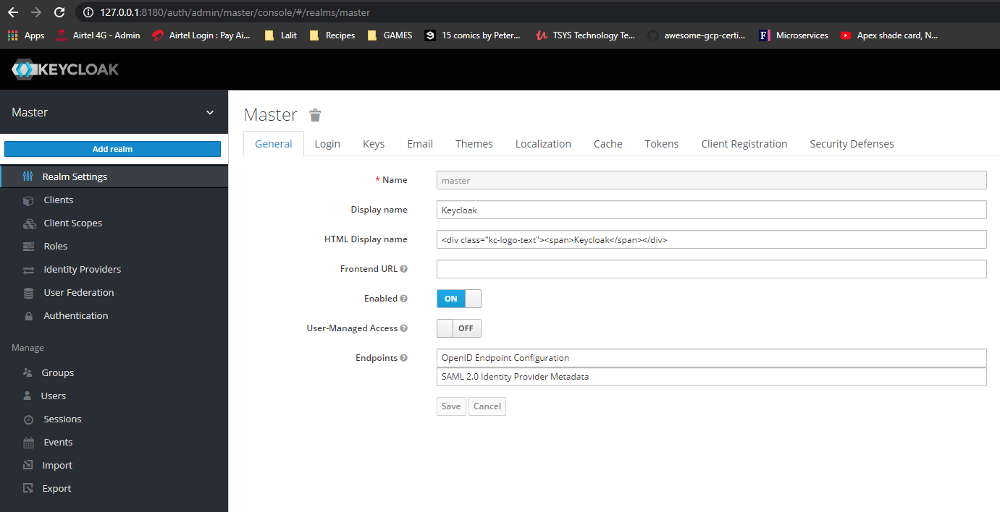 127.0.0.1:8180/auth/admin/master/console/#/realms/master
Apps Airtel 4G - Admin Airtel Login : Pay Ai... Lalit Recipes GAMES 9 15 comics by Peter... TSYS Technology Te... awesome-gcp-certi... F Microservices Apex shade card, N...
KEYCLOAK
Master
Add realm
Realm Settings
Clients
Client Scopes
Roles
Identity Providers
User Federation
Authentication
Manage
Groups
Users
Sessions
Events
Import
Export
Master
General Login Keys Email Themes Localization Cache Tokens Client Registration Security Defenses
* Name master
Display name Keycloak
HTML Display name <div class="kc-logo-text"><span>Keycloak</span></div>
Frontend URL ?
Enabled ? ON
User-Managed Access ? OFF
Endpoints ? OpenID Endpoint Configuration
SAML 2.0 Identity Provider Metadata
Save Cancel